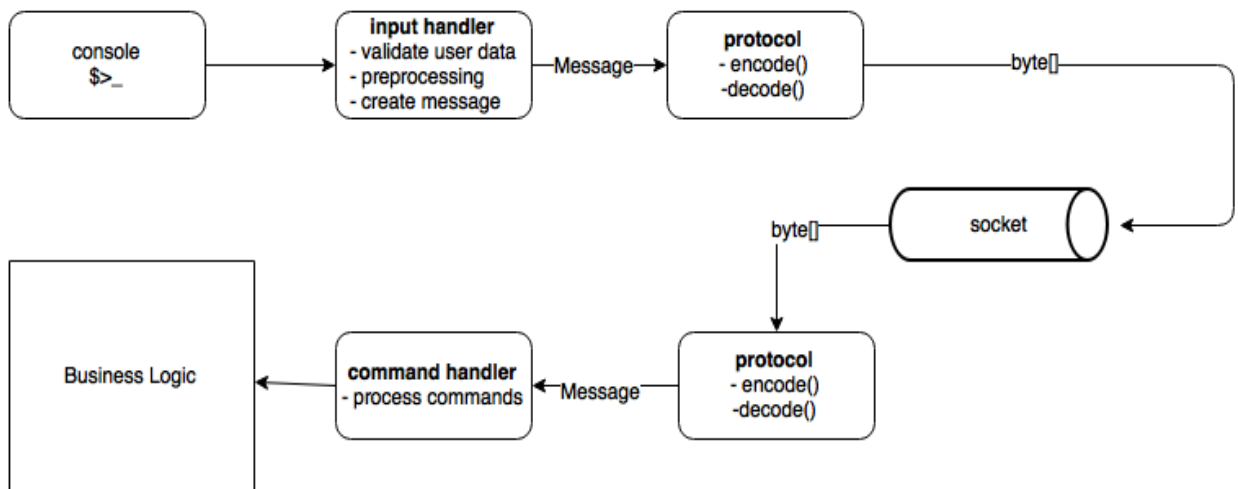 console
$>_
input handler
- validate user data
- preprocessing
- create message
Message
protocol
- encode()
-decode()
byte[]
socket
byte[]
protocol
- encode()
-decode()
Message
command handler
- process commands
Business Logic